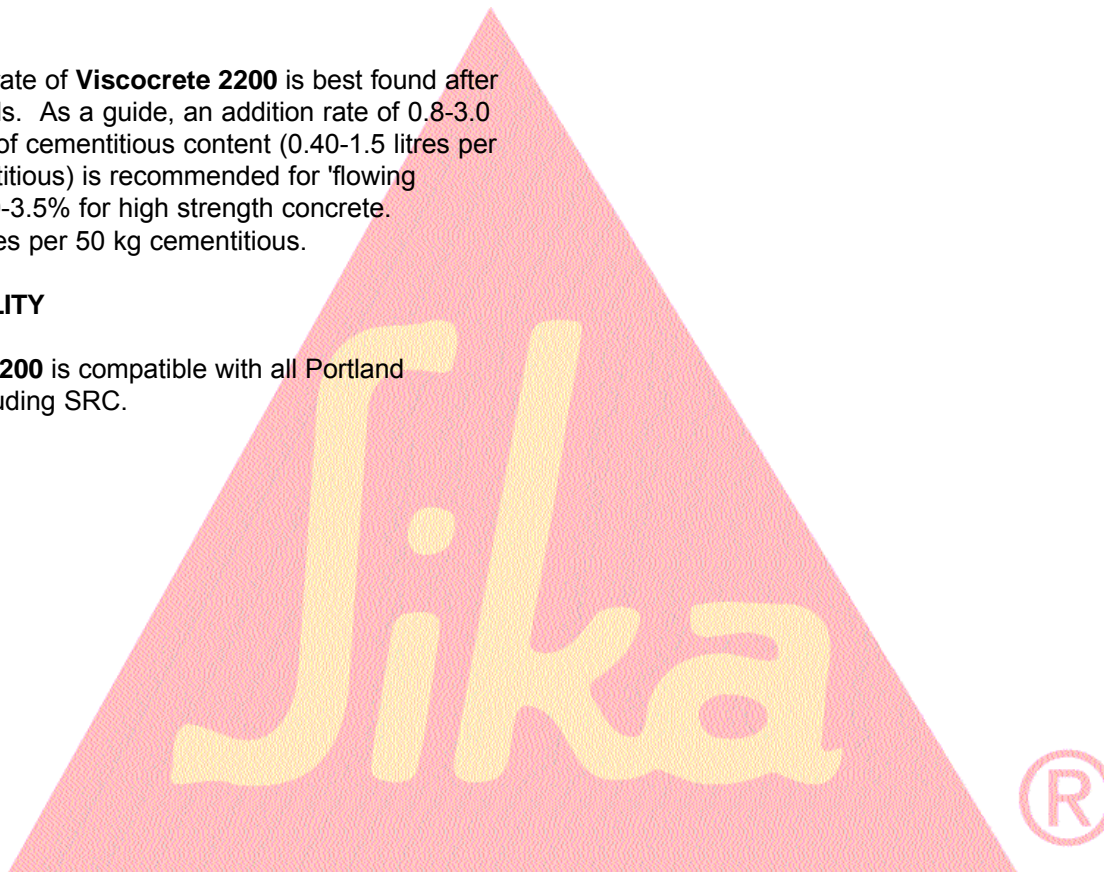 rate of Viscocrete 2200 is best found after
ls. As a guide, an addition rate of 0.8-3.0
of cementitious content (0.40-1.5 litres per
titious) is recommended for 'flowing
-3.5% for high strength concrete.
es per 50 kg cementitious.
LITY
200 is compatible with all Portland
uding SRC.
Sika
®